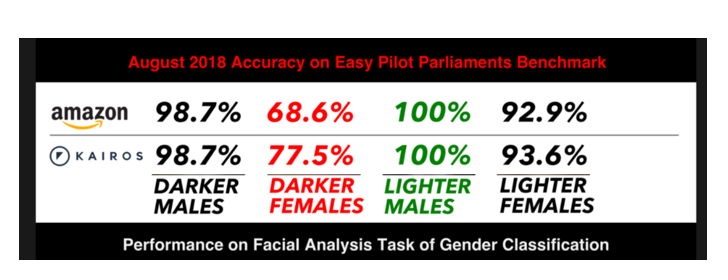 August 2018 Accuracy on Easy Pilot Parliaments Benchmark
amazon 98.7% 68.6% 100% 92.9%
KAIROS 98.7% 77.5% 100% 93.6%
DARKER DARKER LIGHTER LIGHTER
MALES FEMALES MALES FEMALES
Performance on Facial Analysis Task of Gender Classification